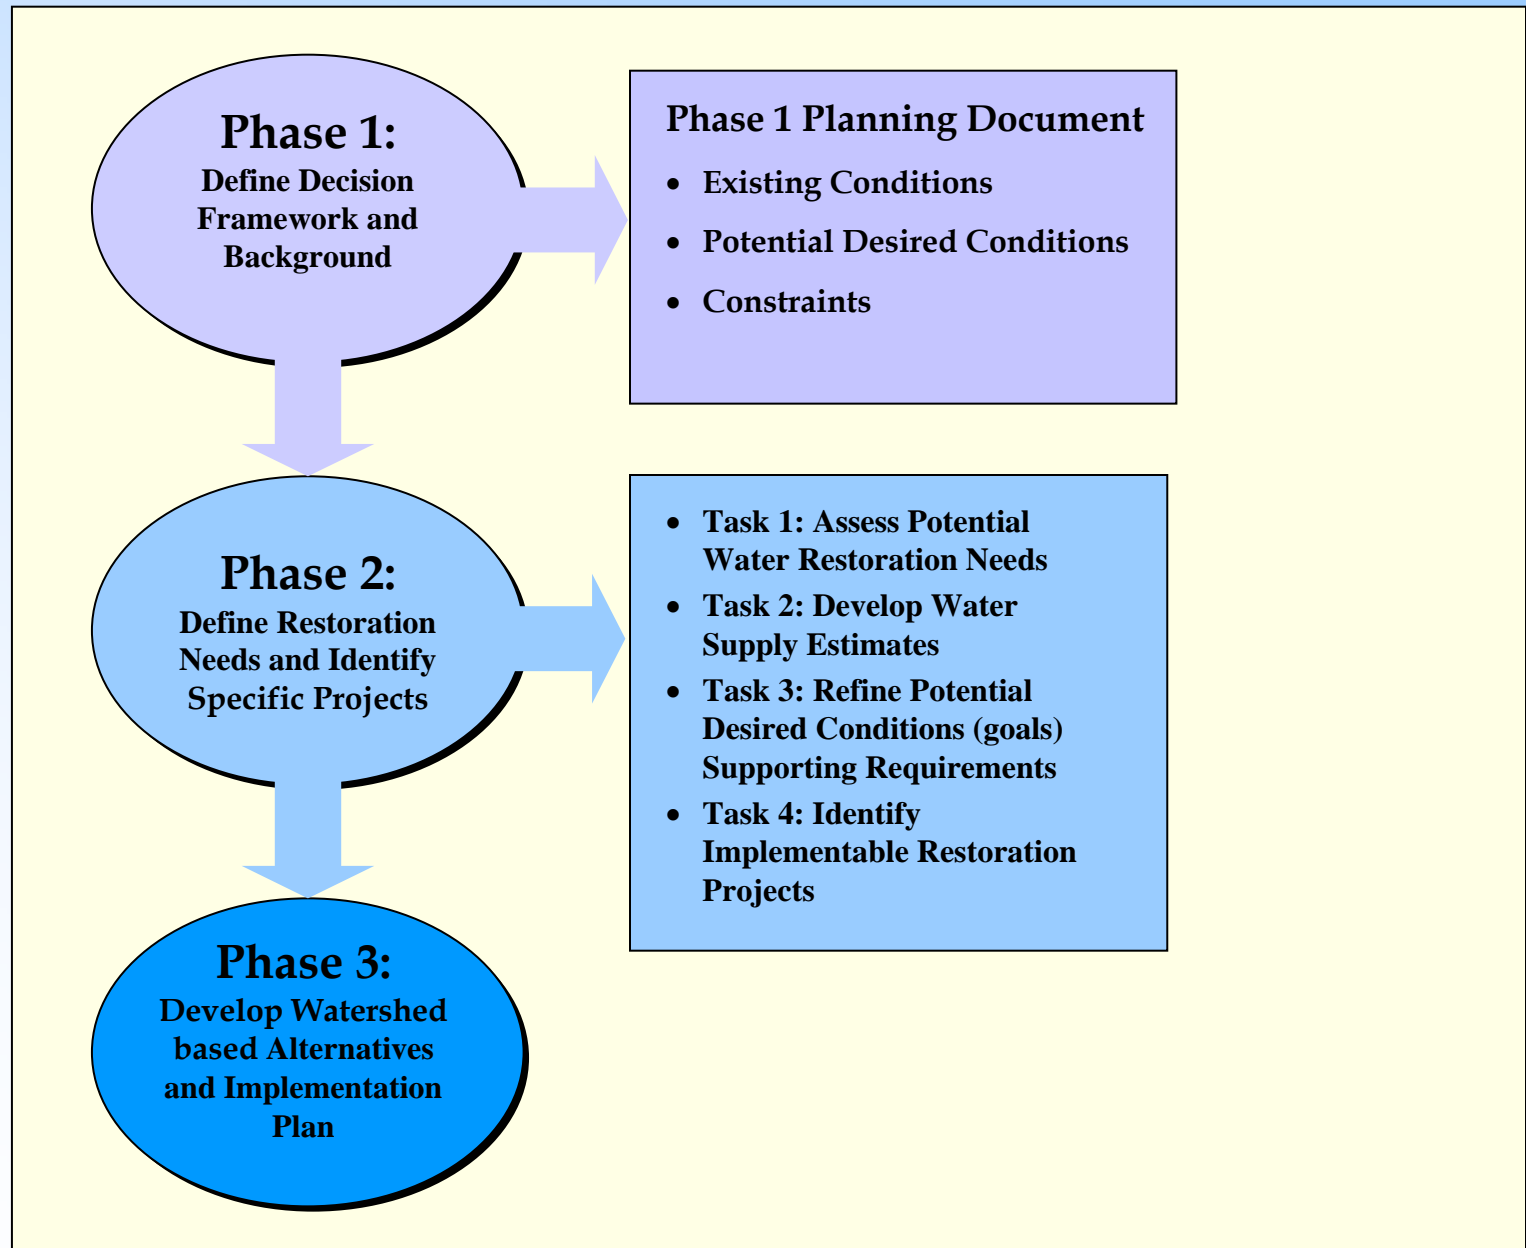 Phase 1:
Define Decision
Framework and
Background
Phase 1 Planning Document
• Existing Conditions
• Potential Desired Conditions
• Constraints
Phase 2:
Define Restoration
Needs and Identify
Specific Projects
• Task 1: Assess Potential
Water Restoration Needs
• Task 2: Develop Water
Supply Estimates
• Task 3: Refine Potential
Desired Conditions (goals)
Supporting Requirements
• Task 4: Identify
Implementable Restoration
Projects
Phase 3:
Develop Watershed
based Alternatives
and Implementation
Plan